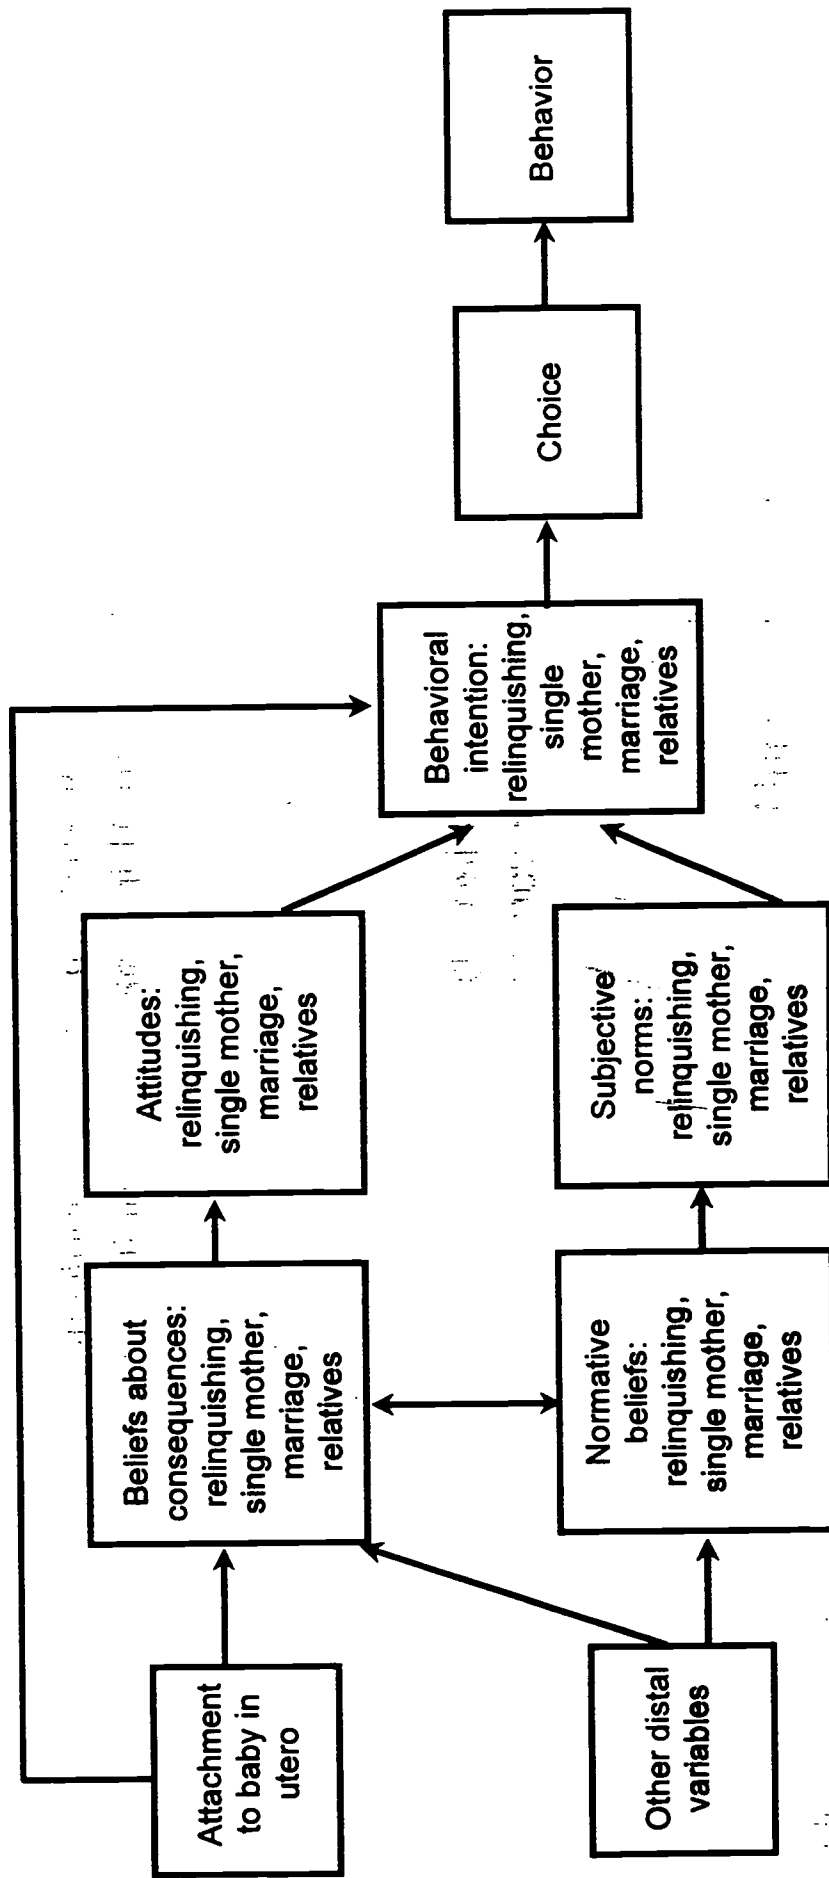 Attachment
to baby in
utero
Other distal
variables
Beliefs about
consequences:
relinquishing,
single mother,
marriage,
relatives
Normative
beliefs:
relinquishing,
single mother,
marriage,
relatives
Attitudes:
relinquishing,
single mother,
marriage,
relatives
Subjective
norms:
relinquishing,
single mother,
marriage,
relatives
Behavioral
intention:
relinquishing,
single
mother,
marriage,
relatives
Choice
Behavior